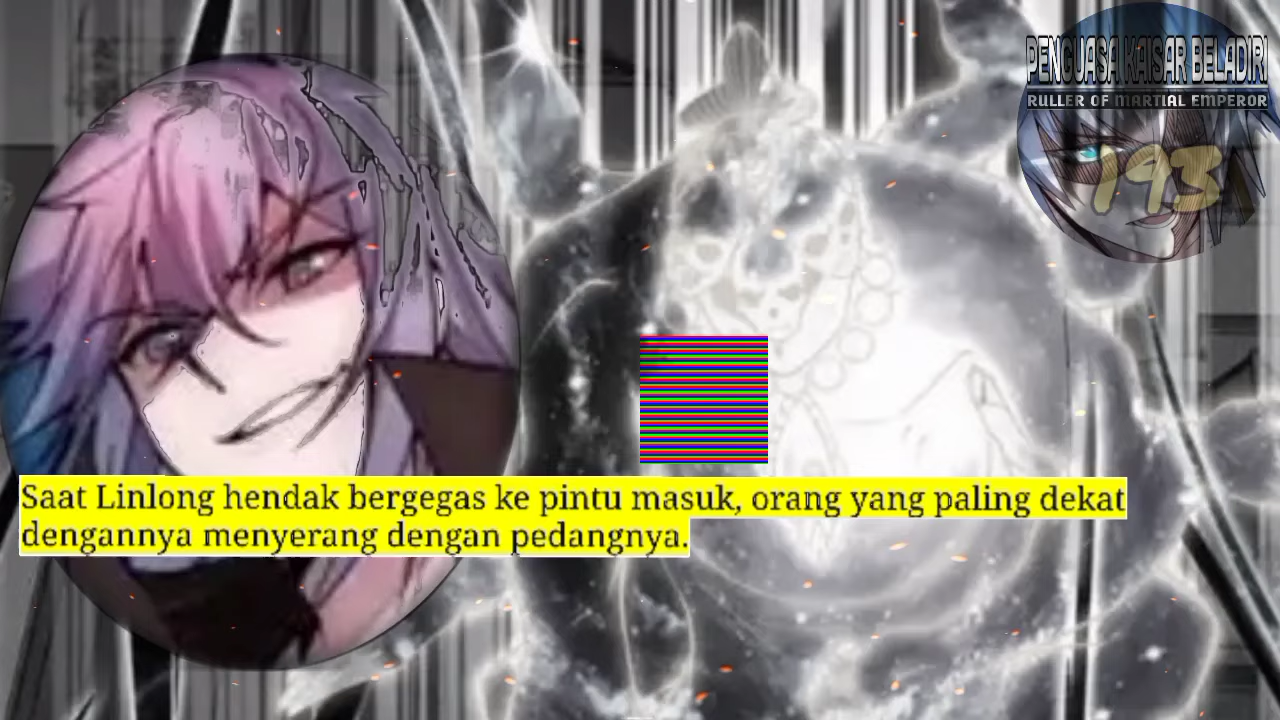 PENGUASA KAISAR BELADIRI
RULLER OF MARTIAL EMPEROR
193
Saat Linlong hendak bergegas ke pintu masuk, orang yang paling dekat
dengannya menyerang dengan pedangnya.